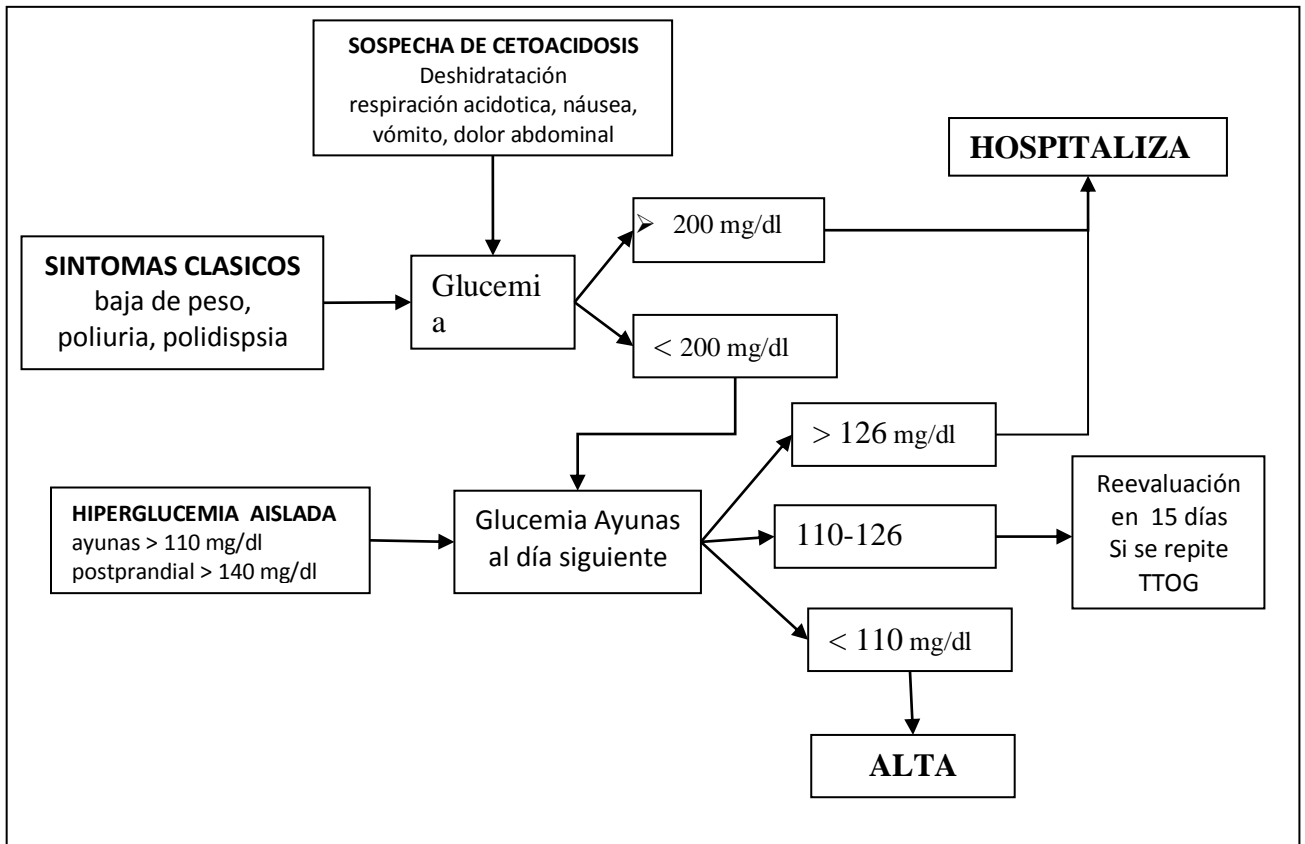 SOSPECHA DE CETOACIDOSIS
Deshidratación
respiración acidotica, náusea,
vómito, dolor abdominal
HOSPITALIZA
➢ 200 mg/dl
SINTOMAS CLASICOS
baja de peso,
poliuria, polidispsia
Glucemi
a
< 200 mg/dl
> 126 mg/dl
HIPERGLUCEMIA AISLADA
ayunas > 110 mg/dl
postprandial > 140 mg/dl
Glucemia Ayunas
al día siguiente
110-126
Reevaluación
en 15 días
Si se repite
TTOG
< 110 mg/dl
ALTA